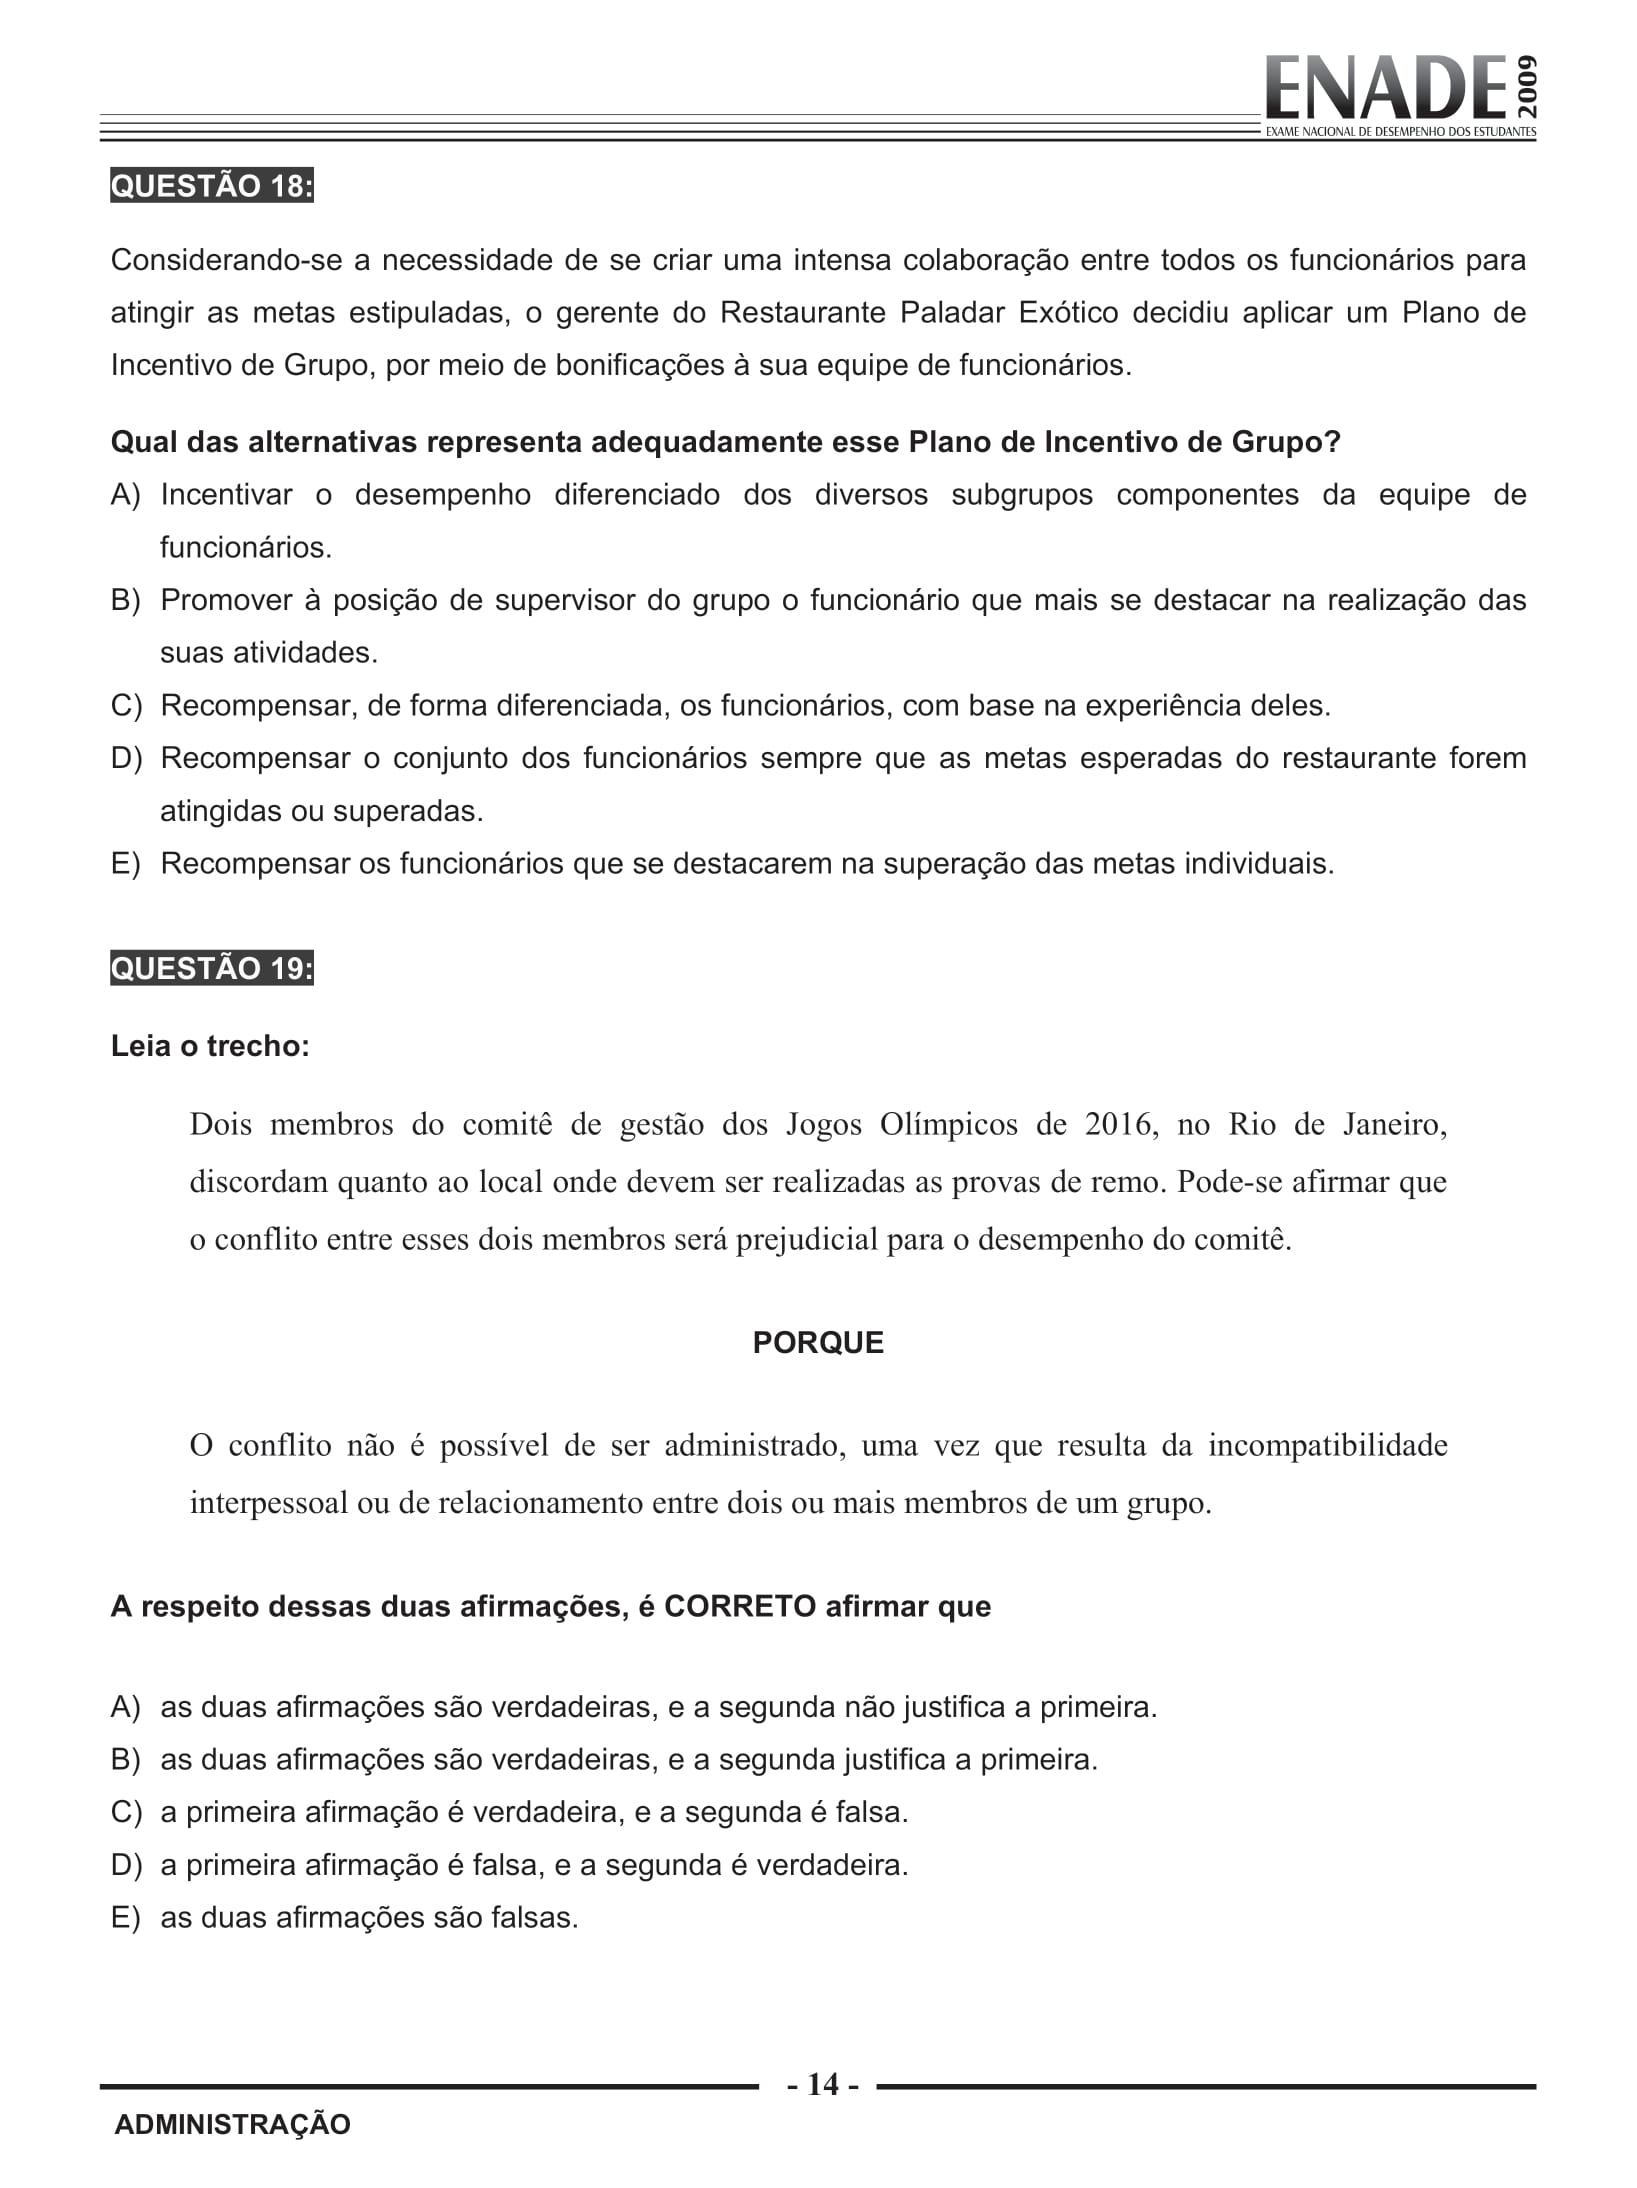 ENADE 2009
EXAME NACIONAL DE DESEMPENHO DOS ESTUDANTES
QUESTÃO 18:
Considerando-se a necessidade de se criar uma intensa colaboração entre todos os funcionários para
atingir as metas estipuladas, o gerente do Restaurante Paladar Exótico decidiu aplicar um Plano de
Incentivo de Grupo, por meio de bonificações à sua equipe de funcionários.
Qual das alternativas representa adequadamente esse Plano de Incentivo de Grupo?
A) Incentivar o desempenho diferenciado dos diversos subgrupos componentes da equipe de
funcionários.
B) Promover à posição de supervisor do grupo o funcionário que mais se destacar na realização das
suas atividades.
C) Recompensar, de forma diferenciada, os funcionários, com base na experiência deles.
D) Recompensar o conjunto dos funcionários sempre que as metas esperadas do restaurante forem
atingidas ou superadas.
E) Recompensar os funcionários que se destacarem na superação das metas individuais.
QUESTÃO 19:
Leia o trecho:
Dois membros do comitê de gestão dos Jogos Olímpicos de 2016, no Rio de Janeiro,
discordam quanto ao local onde devem ser realizadas as provas de remo. Pode-se afirmar que
o conflito entre esses dois membros será prejudicial para o desempenho do comitê.
PORQUE
O conflito não é possível de ser administrado, uma vez que resulta da incompatibilidade
interpessoal ou de relacionamento entre dois ou mais membros de um grupo.
A respeito dessas duas afirmações, é CORRETO afirmar que
A) as duas afirmações são verdadeiras, e a segunda não justifica a primeira.
B) as duas afirmações são verdadeiras, e a segunda justifica a primeira.
C) a primeira afirmação é verdadeira, e a segunda é falsa.
D) a primeira afirmação é falsa, e a segunda é verdadeira.
E) as duas afirmações são falsas.
- 14 -
ADMINISTRAÇÃO